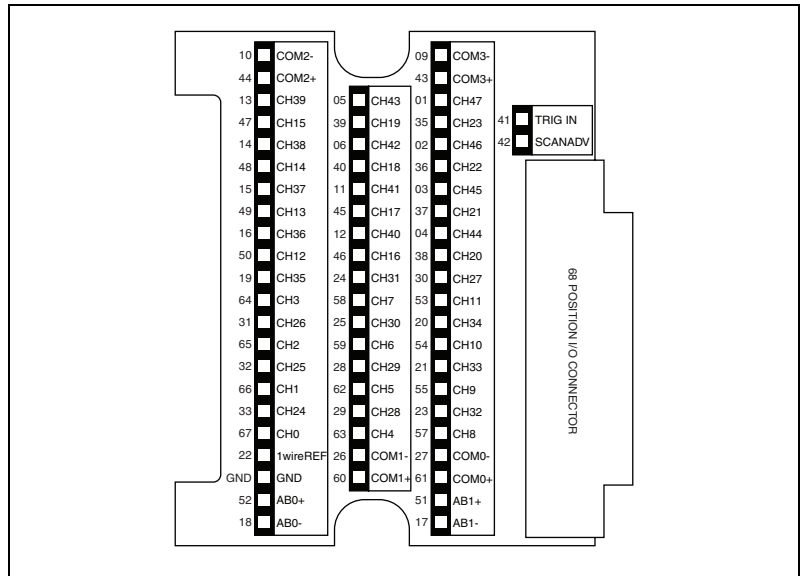 10 COM2- 09 COM3-
44 COM2+ 43 COM3+
13 CH39 05 CH43 01 CH47
47 CH15 39 CH19 35 CH23 41 TRIG IN
14 CH38 06 CH42 02 CH46 42 SCANADV
48 CH14 40 CH18 36 CH22
15 CH37 11 CH41 03 CH45
49 CH13 45 CH17 37 CH21
16 CH36 12 CH40 04 CH44
50 CH12 46 CH16 38 CH20
19 CH35 24 CH31 30 CH27
64 CH3 58 CH7 53 CH11
31 CH26 25 CH30 20 CH34
65 CH2 59 CH6 54 CH10
32 CH25 28 CH29 21 CH33
66 CH1 62 CH5 55 CH9
33 CH24 29 CH28 23 CH32
67 CH0 63 CH4 57 CH8
22 1wireREF 26 COM1- 27 COM0-
GND GND 60 COM1+ 61 COM0+
52 AB0+ 51 AB1+
18 AB0- 17 AB1-
68 POSITION I/O CONNECTOR